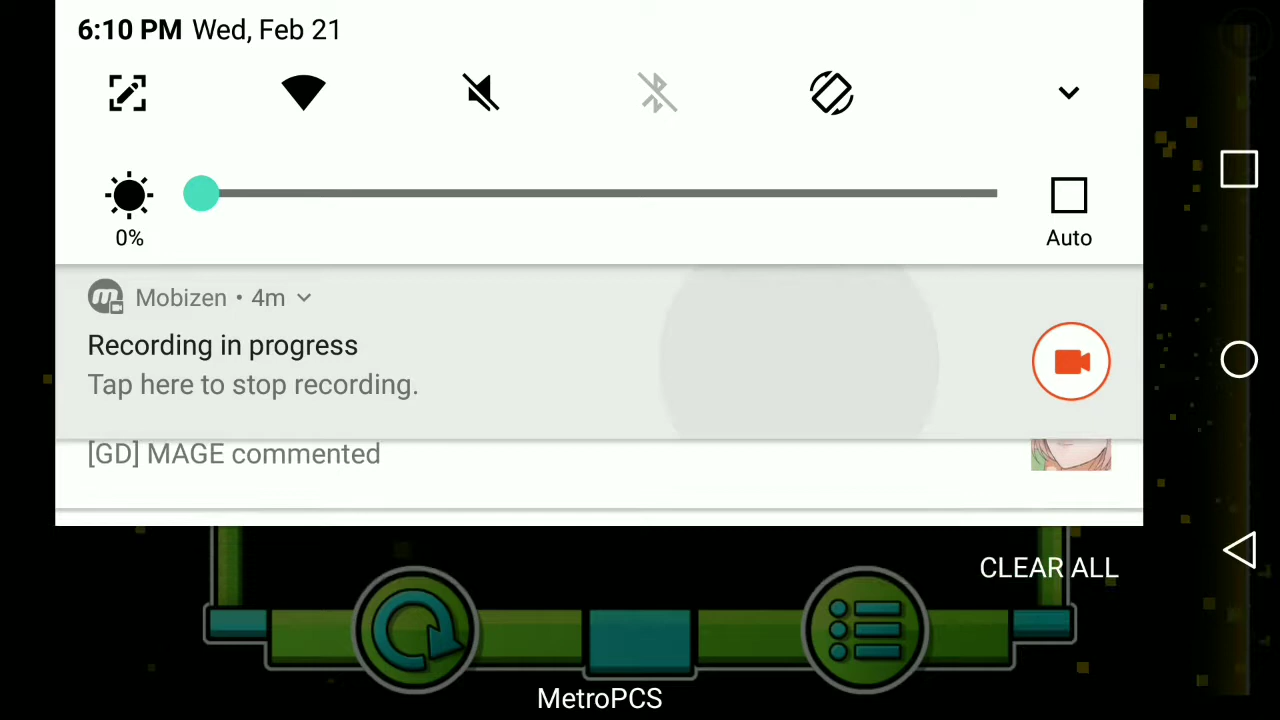 6:10 PM Wed, Feb 21
0%
Auto
Mobizen • 4m
Recording in progress
Tap here to stop recording.
[GD] MAGE commented
CLEAR ALL
MetroPCS